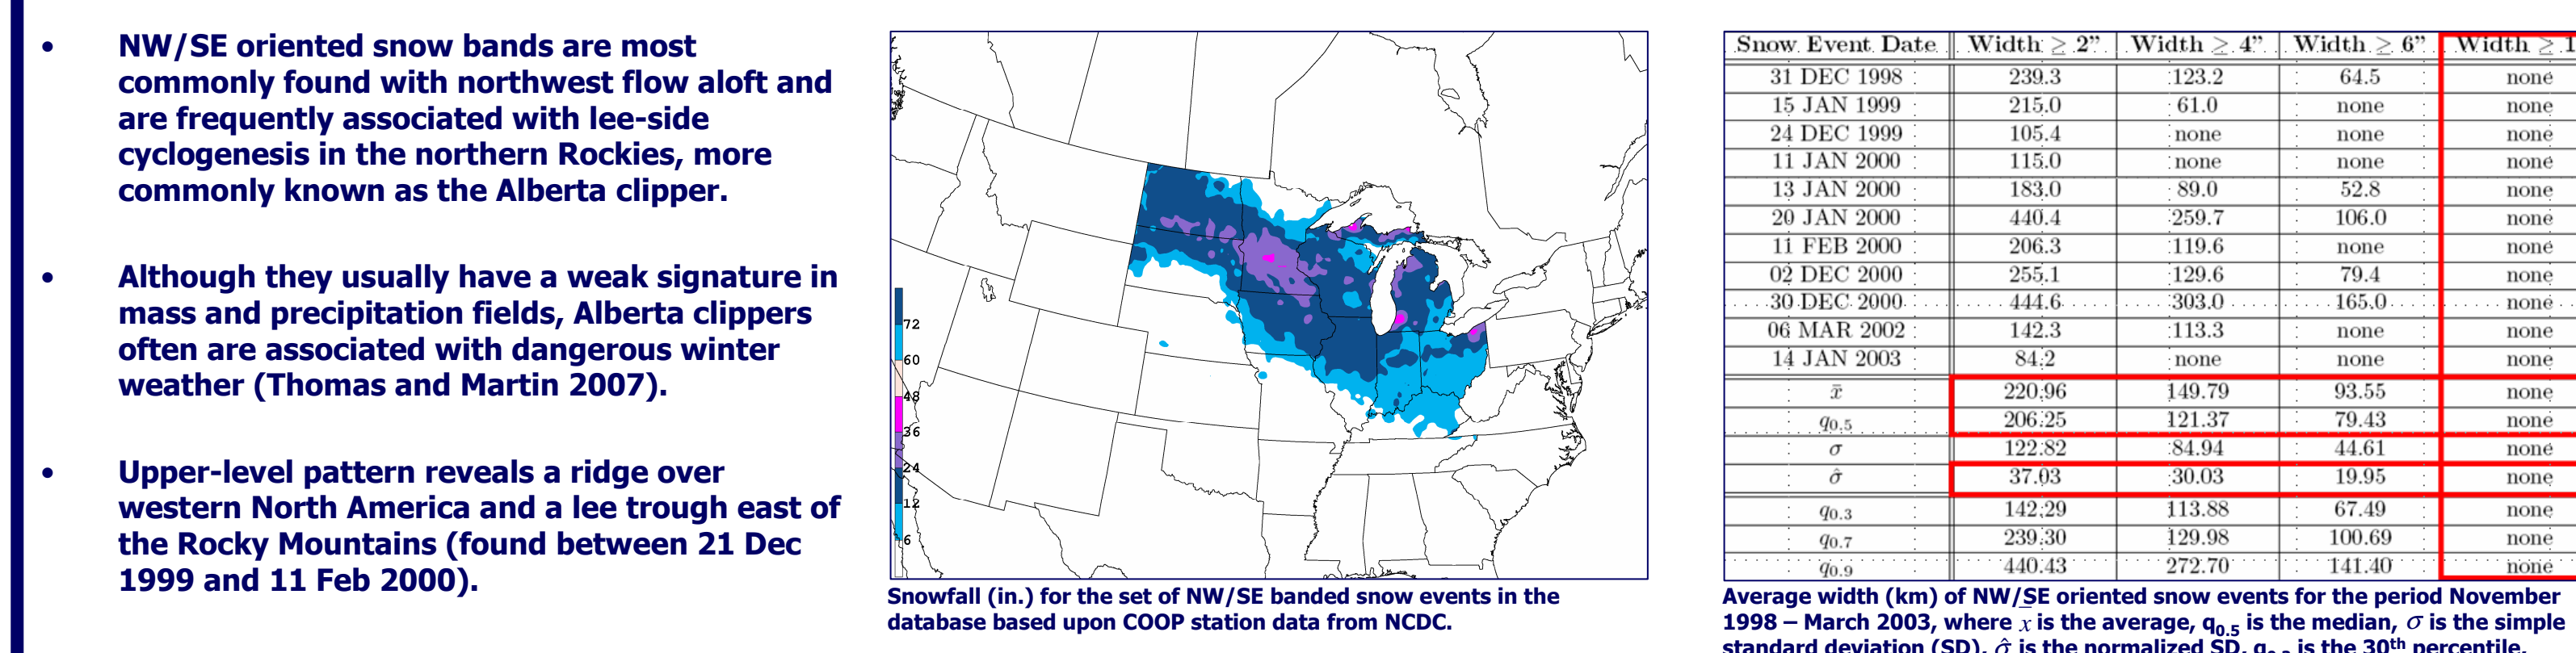 • NW/SE oriented snow bands are most
commonly found with northwest flow aloft and
are frequently associated with lee-side
cyclogenesis in the northern Rockies, more
commonly known as the Alberta clipper.
• Although they usually have a weak signature in
mass and precipitation fields, Alberta clippers
often are associated with dangerous winter
weather (Thomas and Martin 2007).
• Upper-level pattern reveals a ridge over
western North America and a lee trough east of
the Rocky Mountains (found between 21 Dec
1999 and 11 Feb 2000).
72
60
48
36
24
12
6
Snowfall (in.) for the set of NW/SE banded snow events in the
database based upon COOP station data from NCDC.
Snow Event Date Width ≥ 2” Width ≥ 4” Width ≥ 6” Width ≥ 1
31 DEC 1998 239.3 123.2 64.5 none
15 JAN 1999 215.0 61.0 none none
24 DEC 1999 105.4 none none none
11 JAN 2000 115.0 none none none
13 JAN 2000 183.0 89.0 52.8 none
20 JAN 2000 440.4 259.7 106.0 none
11 FEB 2000 206.3 119.6 none none
02 DEC 2000 255.1 129.6 79.4 none
30 DEC 2000 444.6 303.0 165.0 none
06 MAR 2002 142.3 113.3 none none
14 JAN 2003 84.2 none none none
x̄ 220.96 149.79 93.55 none
q0.5 206.25 121.37 79.43 none
σ 122.82 84.94 44.61 none
σ̂ 37.03 30.03 19.95 none
q0.3 142.29 113.88 67.49 none
q0.7 239.30 129.98 100.69 none
q0.9 440.43 272.70 141.40 none
Average width (km) of NW/SE oriented snow events for the period November
1998 – March 2003, where x̄ is the average, q0.5 is the median, σ is the simple
standard deviation (SD), σ̂ is the normalized SD, q0.3 is the 30th percentile,